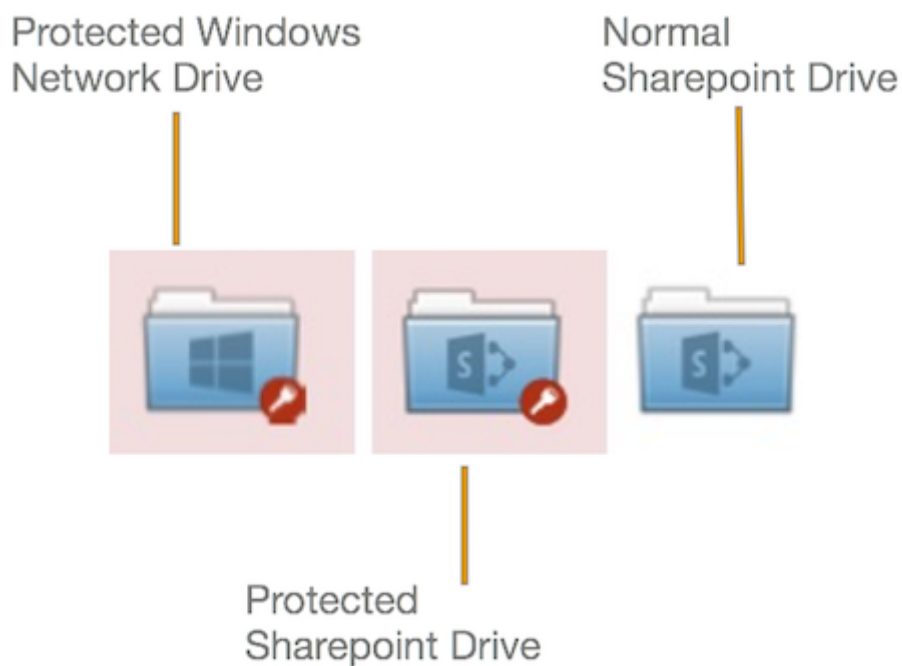 Protected Windows
Network Drive
Normal
Sharepoint Drive
S
S
Protected
Sharepoint Drive